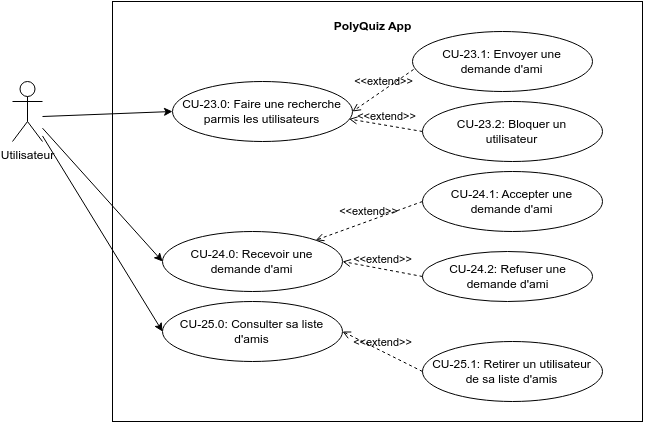 PolyQuiz App
CU-23.1: Envoyer une
demande d'ami
<<extend>>
CU-23.0: Faire une recherche
parmis les utilisateurs
<<extend>>
CU-23.2: Bloquer un
utilisateur
Utilisateur
CU-24.1: Accepter une
demande d'ami
<<extend>>
CU-24.0: Recevoir une
demande d'ami
<<extend>>
CU-24.2: Refuser une
demande d'ami
CU-25.0: Consulter sa liste
d'amis
<<extend>>
CU-25.1: Retirer un utilisateur
de sa liste d'amis